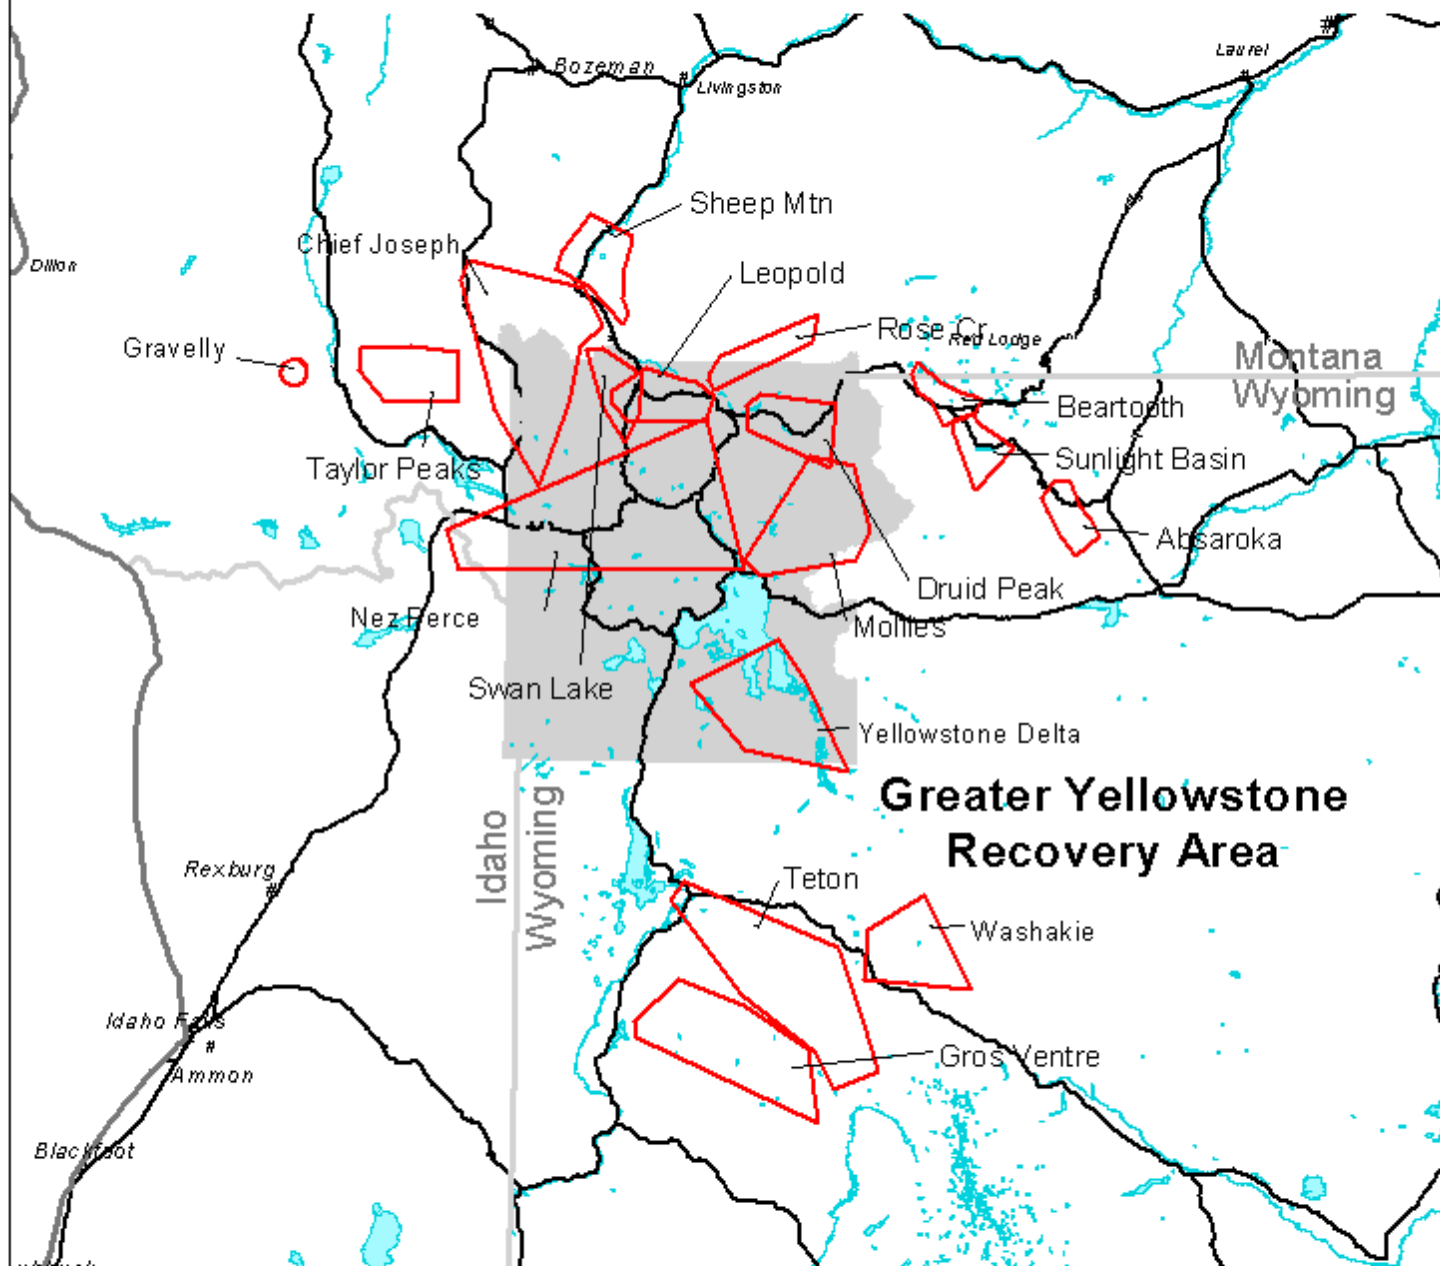 Laurel
Bozeman
Livingston
Sheep Mtn
Chief Joseph
Dillon
Leopold
Rose Cr
Red Lodge
Gravelly
Montana
Wyoming
Beartooth
Taylor Peaks
Sunlight Basin
Absaroka
Druid Peak
Nez Perce
Mollies
Swan Lake
Yellowstone Delta
Greater Yellowstone
Recovery Area
Idaho
Wyoming
Rexburg
Teton
Washakie
Idaho Falls
Gros Ventre
Ammon
Blackfoot